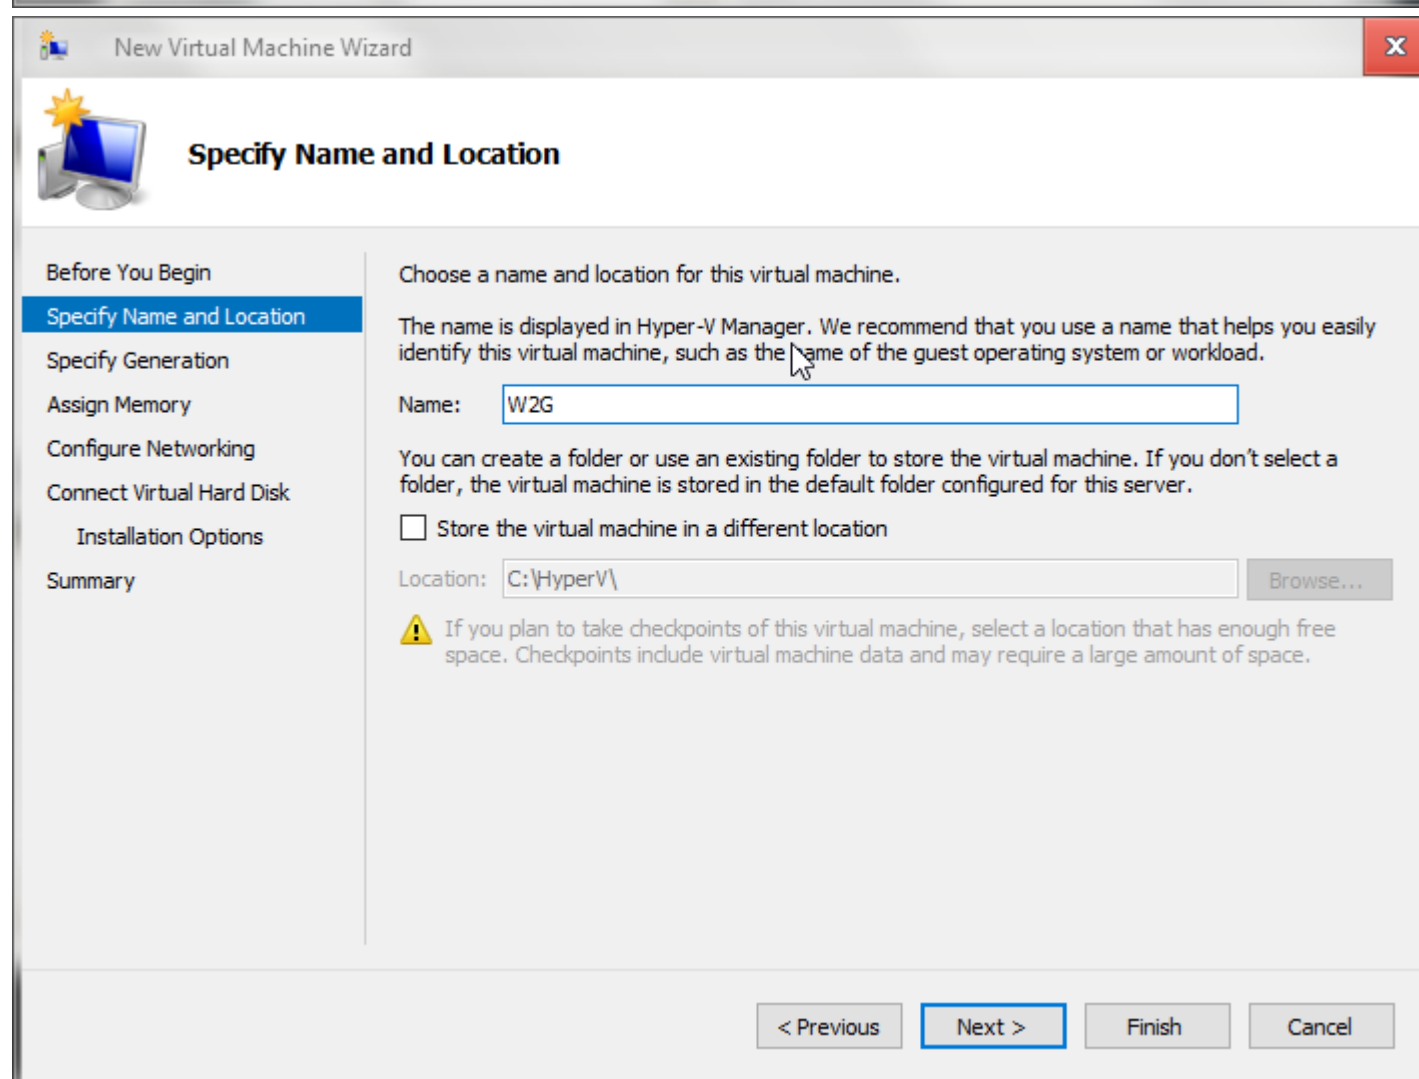 New Virtual Machine Wizard
Specify Name and Location
Before You Begin
Specify Name and Location
Specify Generation
Assign Memory
Configure Networking
Connect Virtual Hard Disk
Installation Options
Summary
Choose a name and location for this virtual machine.
The name is displayed in Hyper-V Manager. We recommend that you use a name that helps you easily
identify this virtual machine, such as the name of the guest operating system or workload.
Name: W2G
You can create a folder or use an existing folder to store the virtual machine. If you don't select a
folder, the virtual machine is stored in the default folder configured for this server.
Store the virtual machine in a different location
Location: C:\HyperV\ Browse...
If you plan to take checkpoints of this virtual machine, select a location that has enough free
space. Checkpoints include virtual machine data and may require a large amount of space.
< Previous Next > Finish Cancel